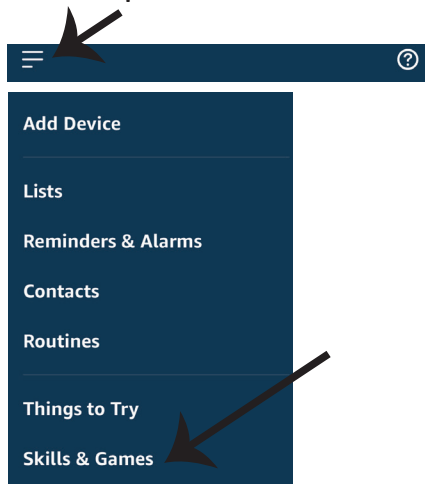 Add Device
Lists
Reminders & Alarms
Contacts
Routines
Things to Try
Skills & Games